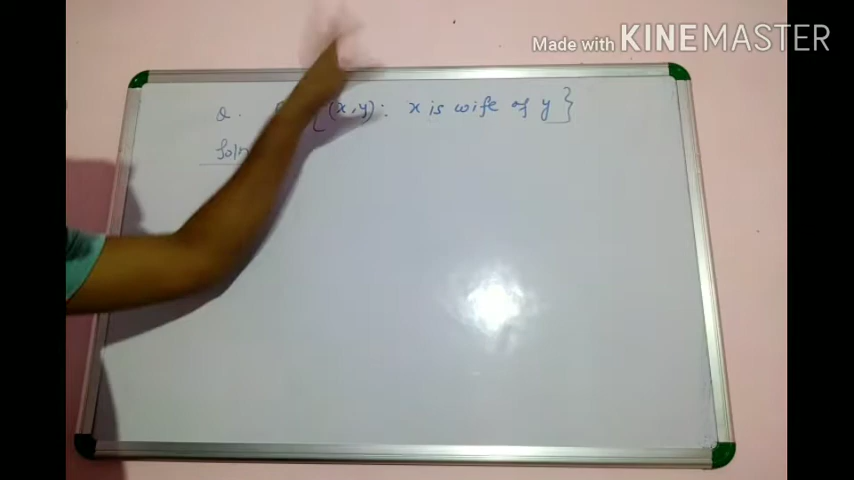 Made with KINEMASTER
Q. {(x,y): x is wife of y}
Soln